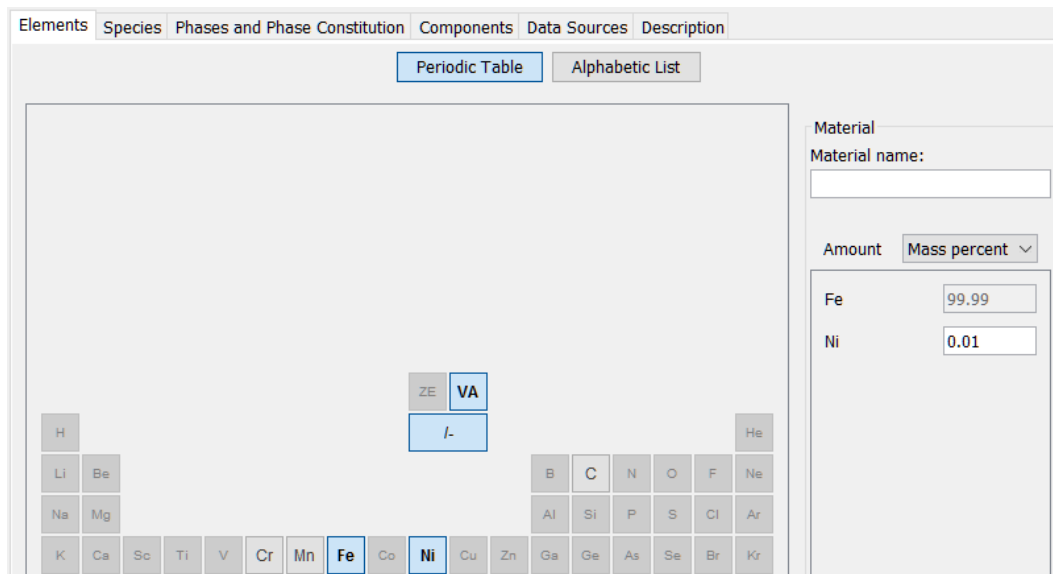 Elements Species Phases and Phase Constitution Components Data Sources Description
Periodic Table Alphabetic List
Material
Material name:
Amount Mass percent
Fe 99.99
Ni 0.01
ZE VA
H /- He
Li Be B C N O F Ne
Na Mg Al Si P S Cl Ar
K Ca Sc Ti V Cr Mn Fe Co Ni Cu Zn Ga Ge As Se Br Kr